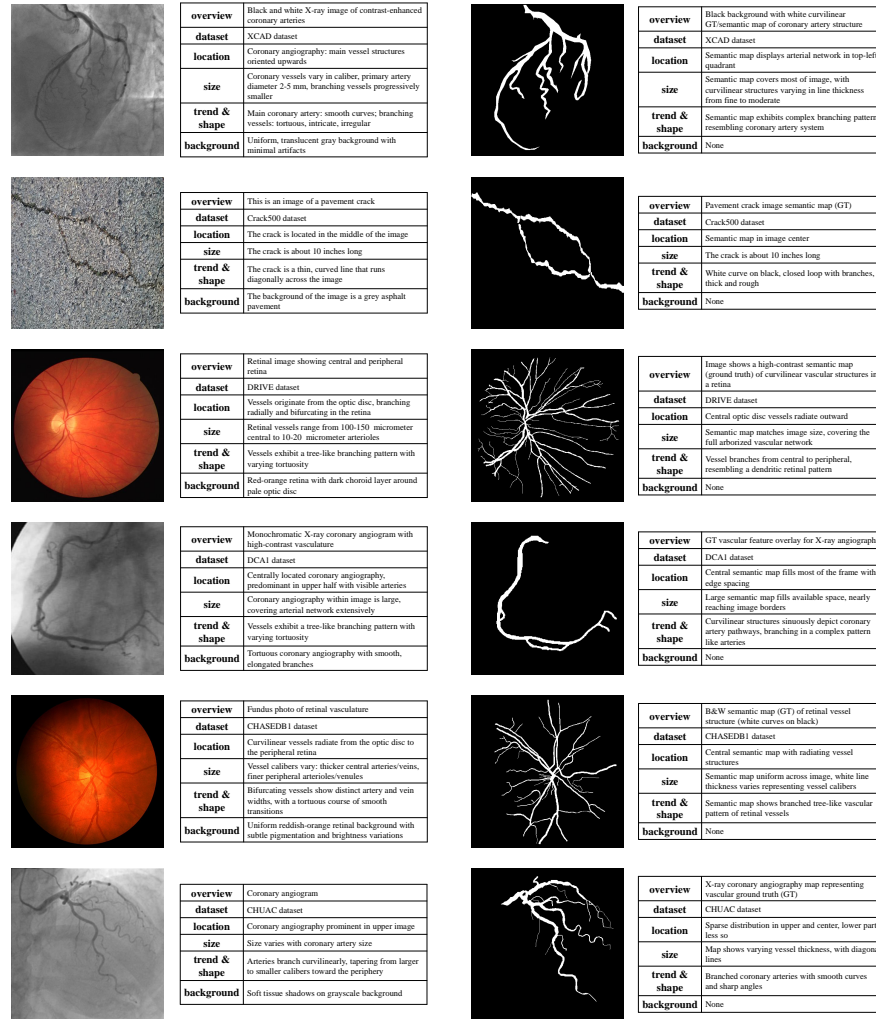 overview Black and white X-ray image of contrast-enhanced
coronary arteries
dataset XCAD dataset
location Coronary angiography: main vessel structures
oriented upwards
size Coronary vessels vary in caliber, primary artery
diameter 2-5 mm, branching vessels progressively
smaller
trend &
shape Main coronary artery: smooth curves; branching
vessels: tortuous, intricate, irregular
background Uniform, translucent gray background with
minimal artifacts
overview Black background with white curvilinear
GT/semantic map of coronary artery structure
dataset XCAD dataset
location Semantic map displays arterial network in top-left
quadrant
size Semantic map covers most of image, with
curvilinear structures varying in line thickness
from fine to moderate
trend &
shape Semantic map exhibits complex branching pattern
resembling coronary artery system
background None
overview This is an image of a pavement crack
dataset Crack500 dataset
location The crack is located in the middle of the image
size The crack is about 10 inches long
trend &
shape The crack is a thin, curved line that runs
diagonally across the image
background The background of the image is a grey asphalt
pavement
overview Pavement crack image semantic map (GT)
dataset Crack500 dataset
location Semantic map in image center
size The crack is about 10 inches long
trend &
shape White curve on black, closed loop with branches,
thick and rough
background None
overview Retinal image showing central and peripheral
retina
dataset DRIVE dataset
location Vessels originate from the optic disc, branching
radially and bifurcating in the retina
size Retinal vessels range from 100-150 micrometer
central to 10-20 micrometer arterioles
trend &
shape Vessels exhibit a tree-like branching pattern with
varying tortuosity
background Red-orange retina with dark choroid layer around
pale optic disc
overview Image shows a high-contrast semantic map
(ground truth) of curvilinear vascular structures in
a retina
dataset DRIVE dataset
location Central optic disc vessels radiate outward
size Semantic map matches image size, covering the
full arborized vascular network
trend &
shape Vessel branches from central to peripheral,
resembling a dendritic retinal pattern
background None
overview Monochromatic X-ray coronary angiogram with
high-contrast vasculature
dataset DCA1 dataset
location Centrally located coronary angiography,
predominant in upper half with visible arteries
size Coronary angiography within image is large,
covering arterial network extensively
trend &
shape Vessels exhibit a tree-like branching pattern with
varying tortuosity
background Tortuous coronary angiography with smooth,
elongated branches
overview GT vascular feature overlay for X-ray angiograph
dataset DCA1 dataset
location Central semantic map fills most of the frame with
edge spacing
size Large semantic map fills available space, nearly
reaching image borders
trend &
shape Curvilinear structures sinuously depict coronary
artery pathways, branching in a complex pattern
like arteries
background None
overview Fundus photo of retinal vasculature
dataset CHASEDB1 dataset
location Curvilinear vessels radiate from the optic disc to
the peripheral retina
size Vessel calibers vary: thicker central arteries/veins,
finer peripheral arterioles/venules
trend &
shape Bifurcating vessels show distinct artery and vein
widths, with a tortuous course of smooth
transitions
background Uniform reddish-orange retinal background with
subtle pigmentation and brightness variations
overview B&W semantic map (GT) of retinal vessel
structure (white curves on black)
dataset CHASEDB1 dataset
location Central semantic map with radiating vessel
structures
size Semantic map uniform across image, white line
thickness varies representing vessel calibers
trend &
shape Semantic map shows branched tree-like vascular
pattern of retinal vessels
background None
overview Coronary angiogram
dataset CHUAC dataset
location Coronary angiography prominent in upper image
size Size varies with coronary artery size
trend &
shape Arteries branch curvilinearly, tapering from larger
to smaller calibers toward the periphery
background Soft tissue shadows on grayscale background
overview X-ray coronary angiography map representing
vascular ground truth (GT)
dataset CHUAC dataset
location Sparse distribution in upper and center, lower part
less so
size Map shows varying vessel thickness, with diagona
lines
trend &
shape Branched coronary arteries with smooth curves
and sharp angles
background None